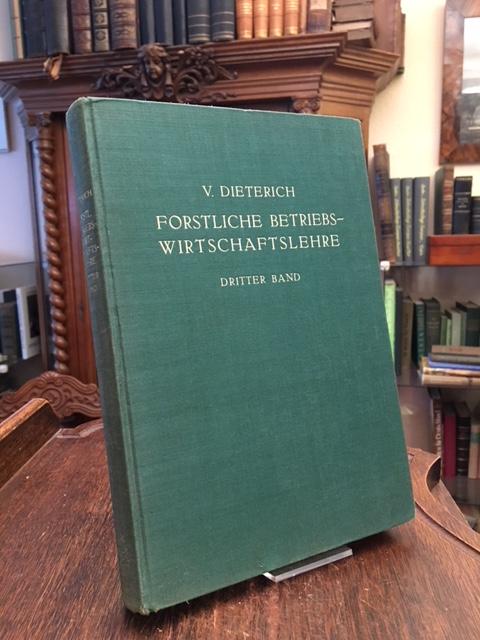 V. DIETERICH
FORSTLICHE BETRIEBS-
WIRTSCHAFTSLEHRE
DRITTER BAND